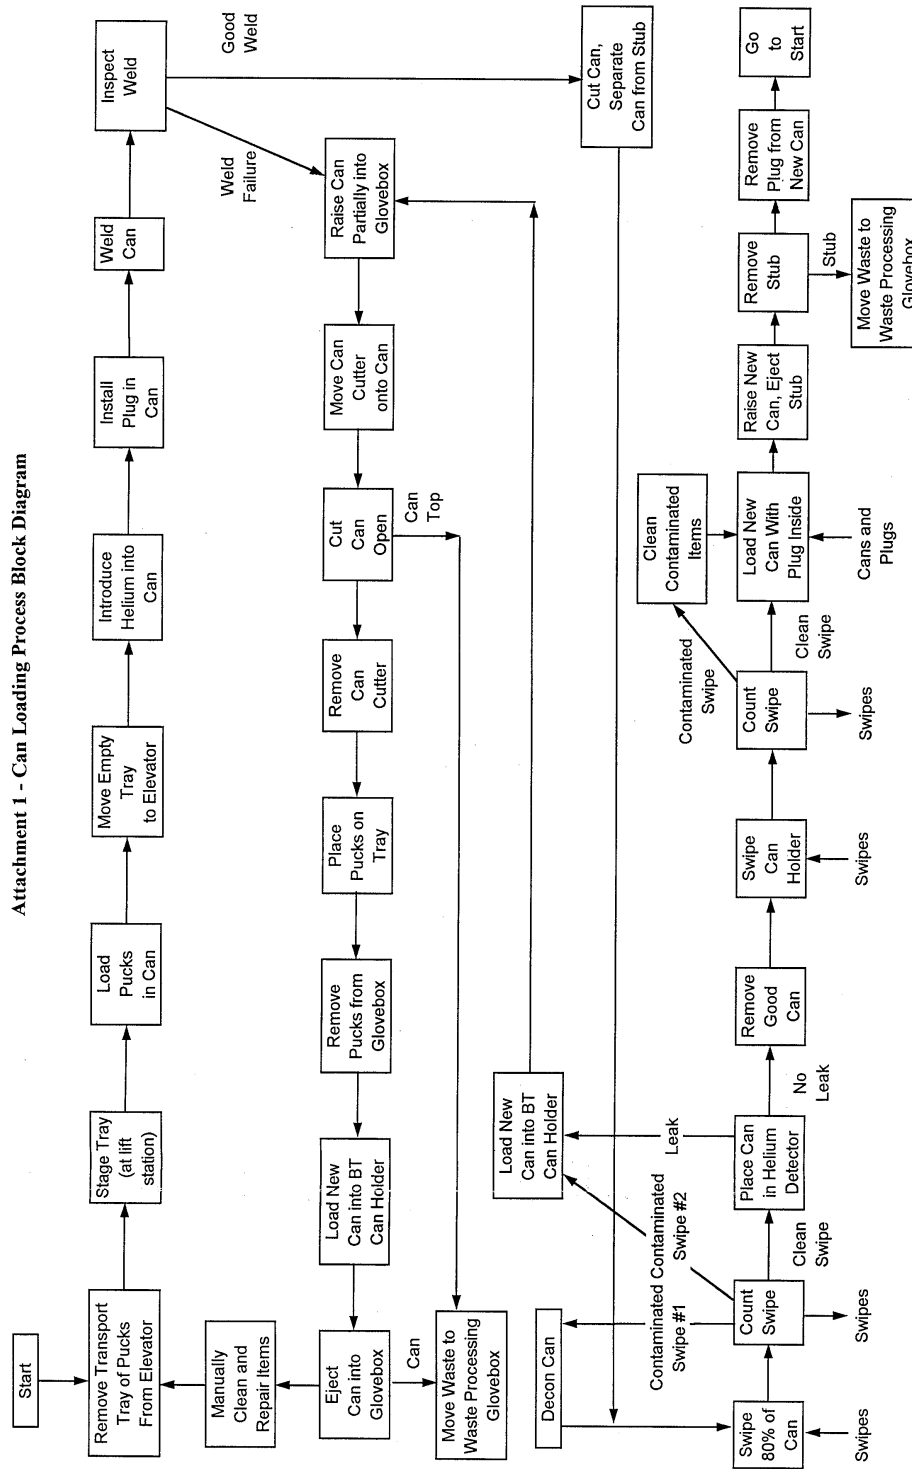 Attachment 1 - Can Loading Process Block Diagram
Start
Remove Transport
Tray of Pucks
From Elevator
Stage Tray
(at lift
station)
Load
Pucks
in Can
Move Empty
Tray
to Elevator
Introduce
Helium into
Can
Install
Plug in
Can
Weld
Can
Inspect
Weld
Good
Weld
Weld
Failure
Manually
Clean and
Repair Items
Eject
Can into
Glovebox
Load New
Can into BT
Can Holder
Remove
Pucks from
Glovebox
Place
Pucks on
Tray
Remove
Can
Cutter
Cut
Can
Open
Move Can
Cutter
onto Can
Raise Can
Partially into
Glovebox
Can
Can
Top
Move Waste to
Waste Processing
Glovebox
Load New
Can into BT
Can Holder
Cut Can,
Separate
Can from Stub
Decon Can
Contaminated
Swipe #1
Contaminated
Swipe #2
Leak
Contaminated
Swipe
Clean
Contaminated
Items
Swipe
80% of
Can
Count
Swipe
Clean
Swipe
Place Can
in Helium
Detector
No
Leak
Remove
Good
Can
Swipe
Can
Holder
Count
Swipe
Clean
Swipe
Load New
Can With
Plug Inside
Raise New
Can, Eject
Stub
Remove
Stub
Remove
Plug from
New Can
Go
to
Start
Swipes
Swipes
Swipes
Swipes
Cans and
Plugs
Stub
Move Waste to
Waste Processing
Glovebox